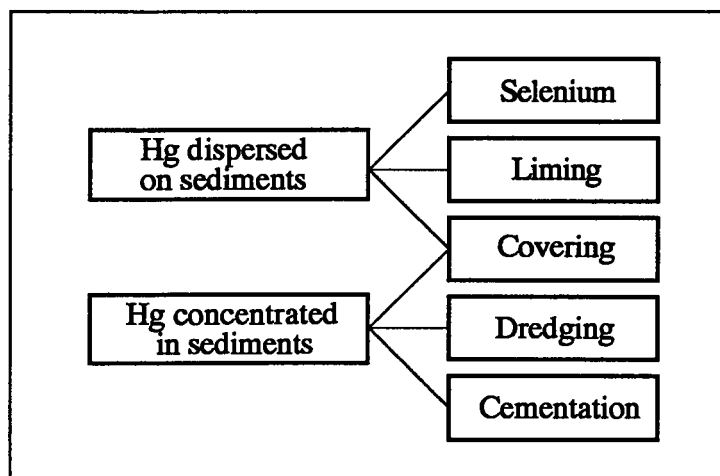 Hg dispersed
on sediments
Hg concentrated
in sediments
Selenium
Liming
Covering
Dredging
Cementation